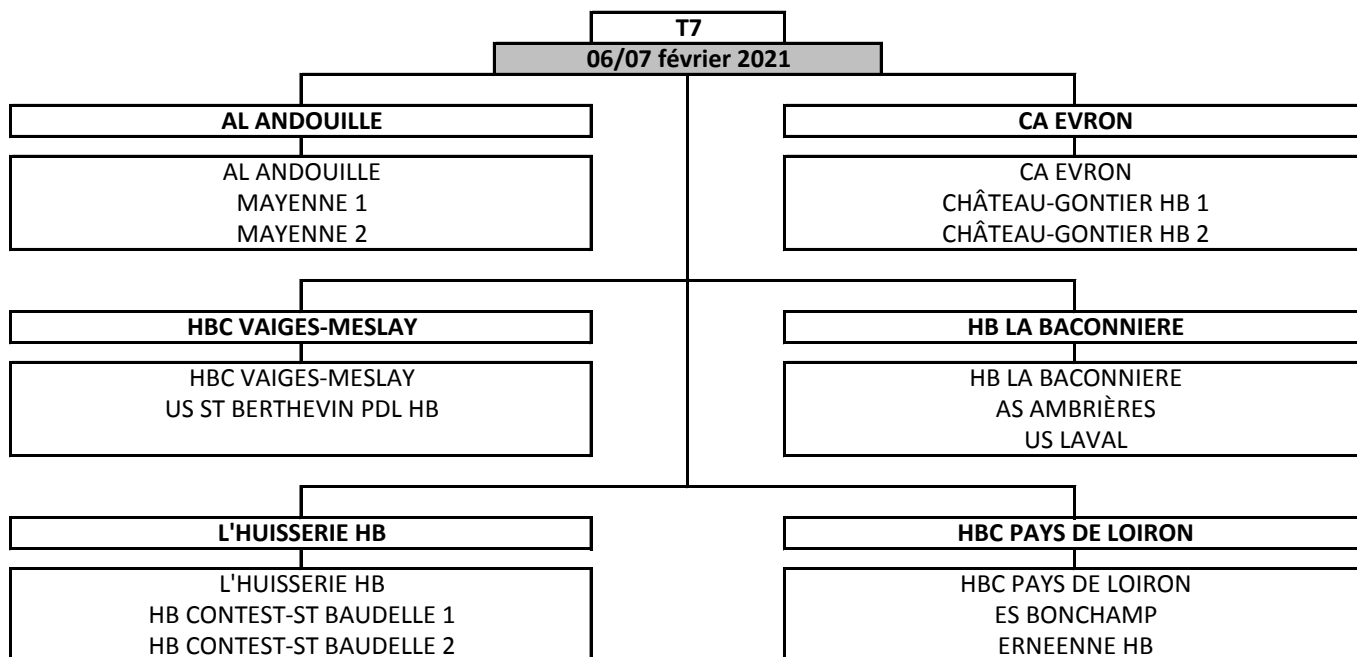 T7
06/07 février 2021
AL ANDOUILLE
AL ANDOUILLE
MAYENNE 1
MAYENNE 2
CA EVRON
CA EVRON
CHÂTEAU-GONTIER HB 1
CHÂTEAU-GONTIER HB 2
HBC VAIGES-MESLAY
HBC VAIGES-MESLAY
US ST BERTHEVIN PDL HB
HB LA BACONNIERE
HB LA BACONNIERE
AS AMBRIÈRES
US LAVAL
L'HUISSERIE HB
L'HUISSERIE HB
HB CONTEST-ST BAUDELLE 1
HB CONTEST-ST BAUDELLE 2
HBC PAYS DE LOIRON
HBC PAYS DE LOIRON
ES BONCHAMP
ERNEENNE HB